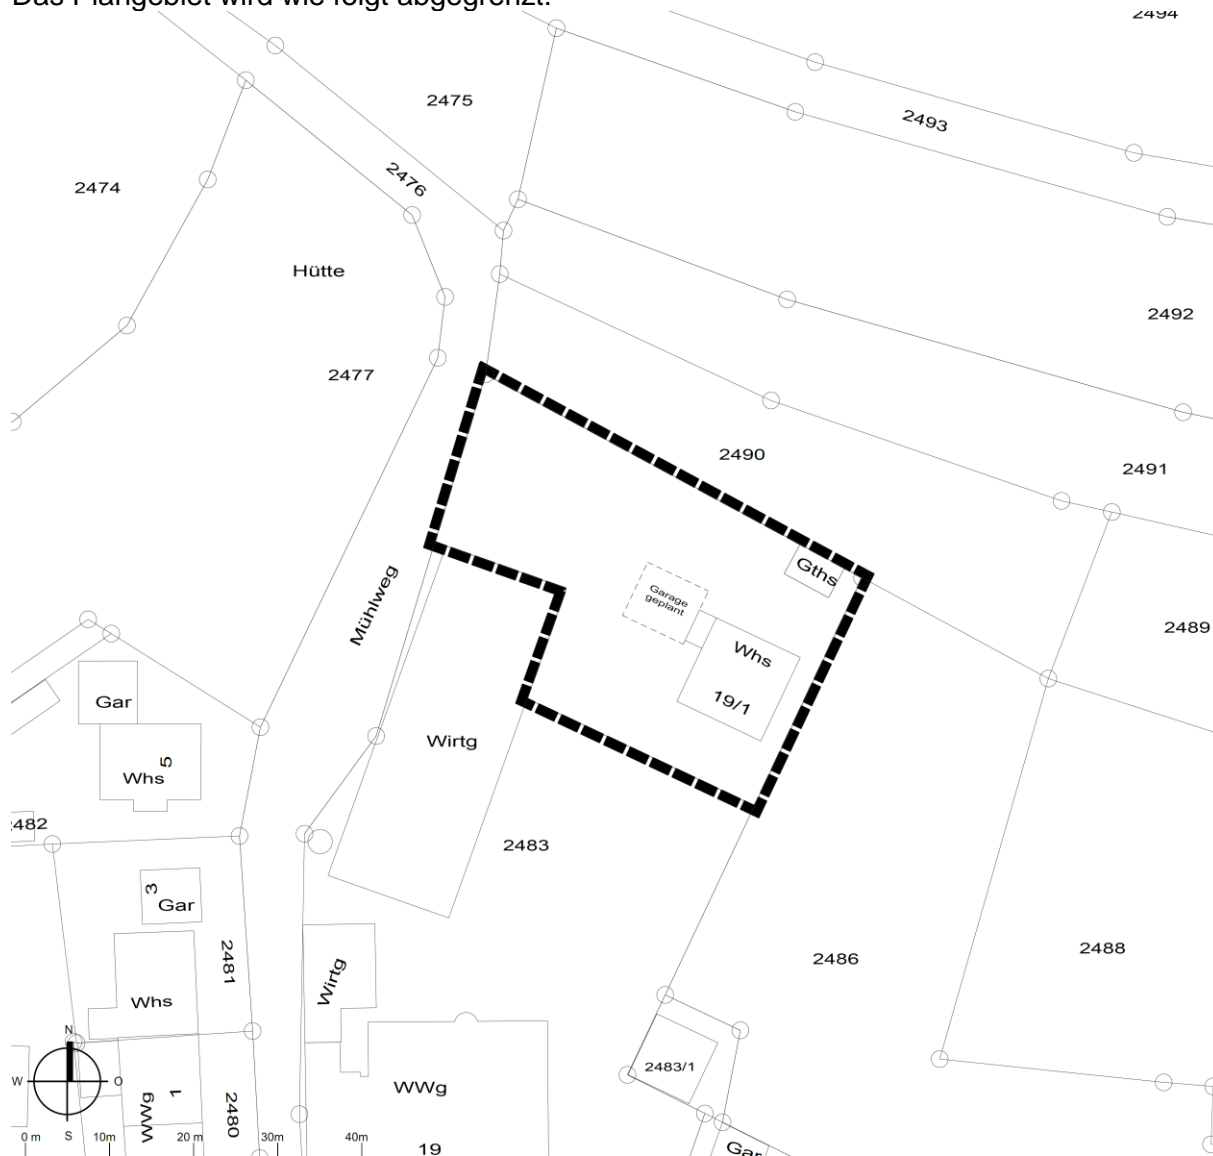 Das Plangebiet wird wie folgt abgegrenzt:
2494
2475
2493
2474
2476
Hütte
2492
2477
2490
2491
Gths
Garage
geplant
Mühlweg
2489
Whs
19/1
Gar
Wirtg
5
Whs
2482
2483
3
Gar
2481
2486
2488
Wirtg
Whs
N
2483/1
W
O
WWg
1
WWg
2480
0 m
S
10m
20 m
30m
40m
19
Gar